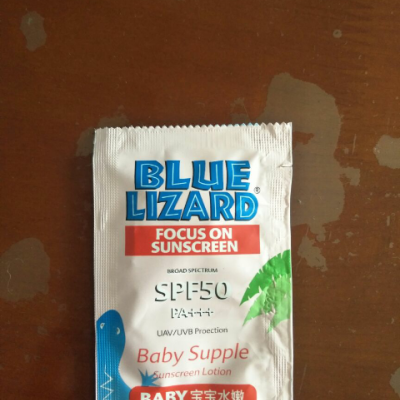 BLUE
LIZARD®
FOCUS ON
SUNSCREEN
BROAD SPECTRUM
SPF50
PA+++
UAV/UVB Proection
Baby Supple
Sunscreen Lotion
BABY 宝宝水嫩